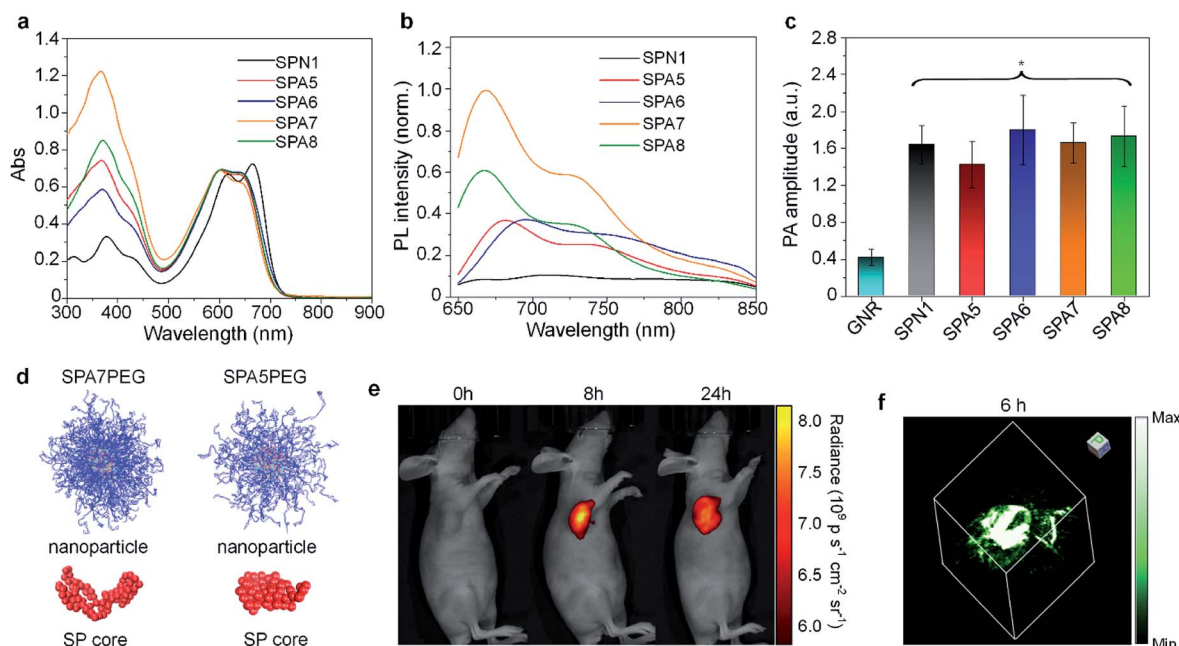 a
1.4
1.2
1.0
0.8
0.6
0.4
0.2
0
Abs
300 400 500 600 700 800 900
Wavelength (nm)
SPN1
SPA5
SPA6
SPA7
SPA8
b
1.2
1.0
0.8
0.6
0.4
0.2
0
PL intensity (norm.)
650 700 750 800 850
Wavelength (nm)
SPN1
SPA5
SPA6
SPA7
SPA8
c
2.8
2.4
2.0
1.6
1.2
0.8
0.4
0
PA amplitude (a.u.)
*
GNR SPN1 SPA5 SPA6 SPA7 SPA8
d
SPA7PEG SPA5PEG
nanoparticle nanoparticle
SP core SP core
e
0h 8h 24h
8.0
7.5
7.0
6.5
6.0
Radiance (10⁹ p s⁻¹ cm⁻² sr⁻¹)
f
6 h
P
Max
Min